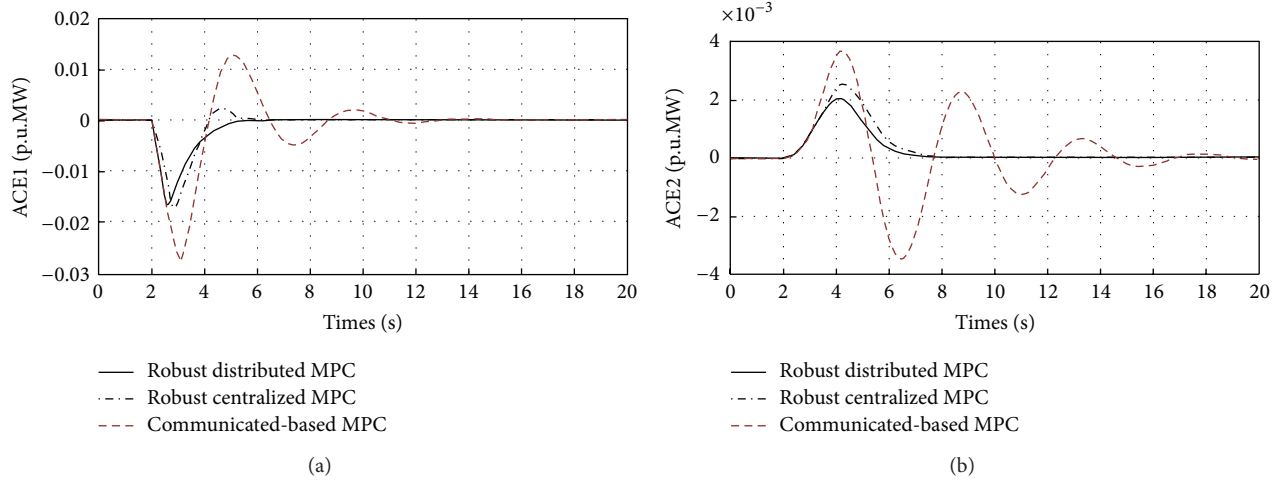 0.02
0.01
0
−0.01
−0.02
−0.03
ACE1 (p.u.MW)
0 2 4 6 8 10 12 14 16 18 20
Times (s)
Robust distributed MPC
Robust centralized MPC
Communicated-based MPC
(a)
×10−3
4
2
0
−2
−4
ACE2 (p.u.MW)
0 2 4 6 8 10 12 14 16 18 20
Times (s)
Robust distributed MPC
Robust centralized MPC
Communicated-based MPC
(b)